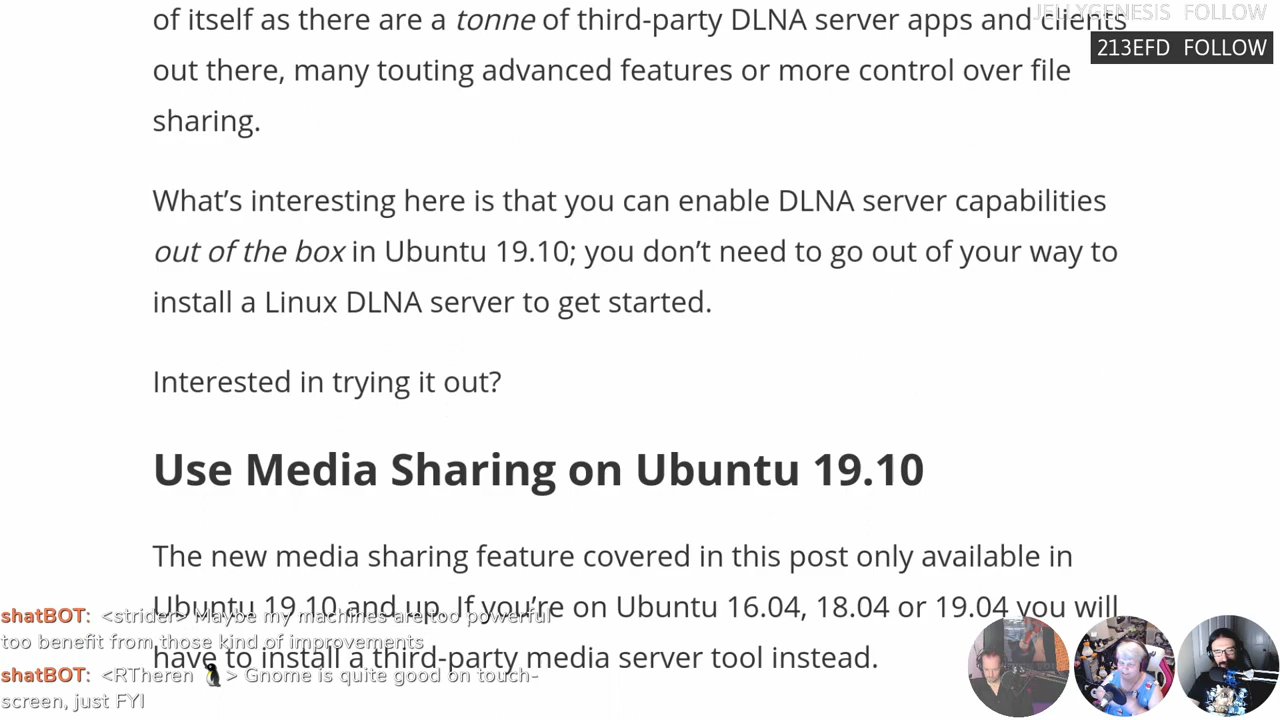 of itself as there are a tonne of third-party DLNA server apps and clients
JELLYGENESIS FOLLOW
213EFD FOLLOW
out there, many touting advanced features or more control over file
sharing.
What’s interesting here is that you can enable DLNA server capabilities
out of the box in Ubuntu 19.10; you don’t need to go out of your way to
install a Linux DLNA server to get started.
Interested in trying it out?
Use Media Sharing on Ubuntu 19.10
The new media sharing feature covered in this post only available in
Ubuntu 19.10 and up. If you’re on Ubuntu 16.04, 18.04 or 19.04 you will
have to install a third-party media server tool instead.
shatBOT: <strider> Maybe my machines are too powerful
too benefit from those kind of improvements
shatBOT: <RTheren 🐧> Gnome is quite good on touch-
screen, just FYI